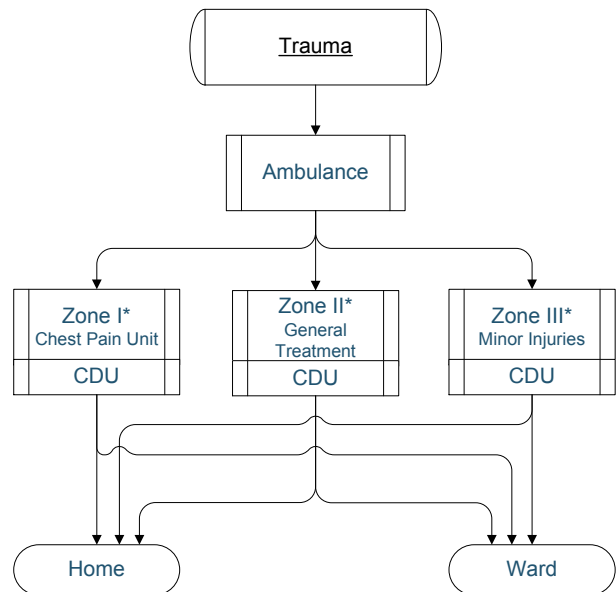 Trauma
Ambulance
Zone I*
Chest Pain Unit
CDU
Zone II*
General
Treatment
CDU
Zone III*
Minor Injuries
CDU
Home
Ward